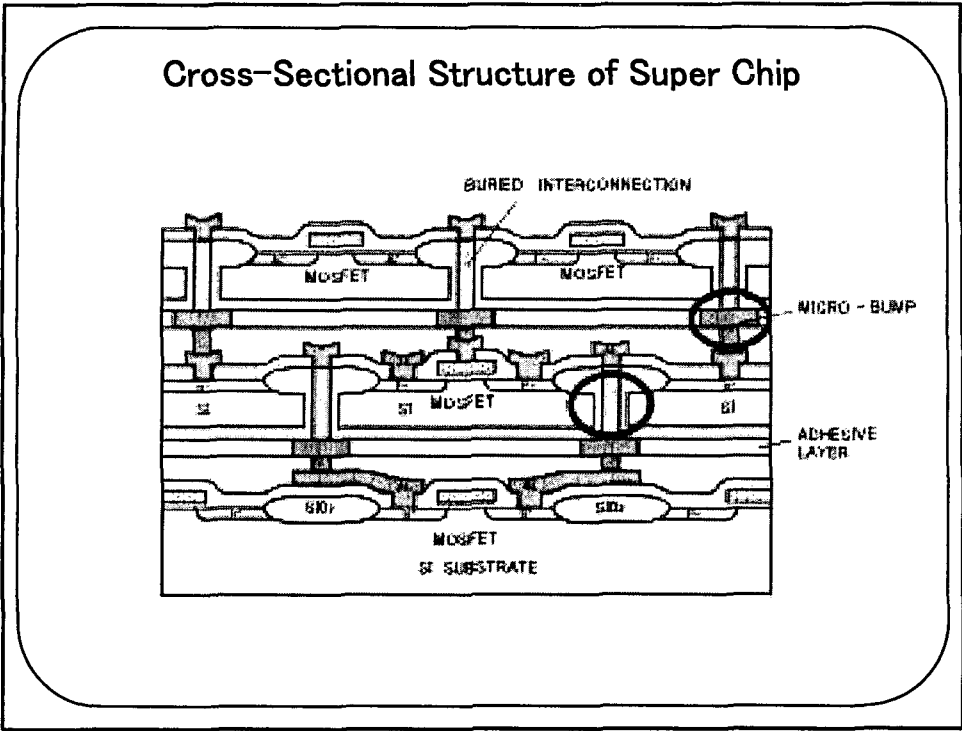 Cross-Sectional Structure of Super Chip
BURIED INTERCONNECTION
MOSFET
MOSFET
MICRO - BUMP
SI
SI
MOSFET
SI
ADHESIVE
LAYER
SiO₂
SiO₂
MOSFET
SI SUBSTRATE